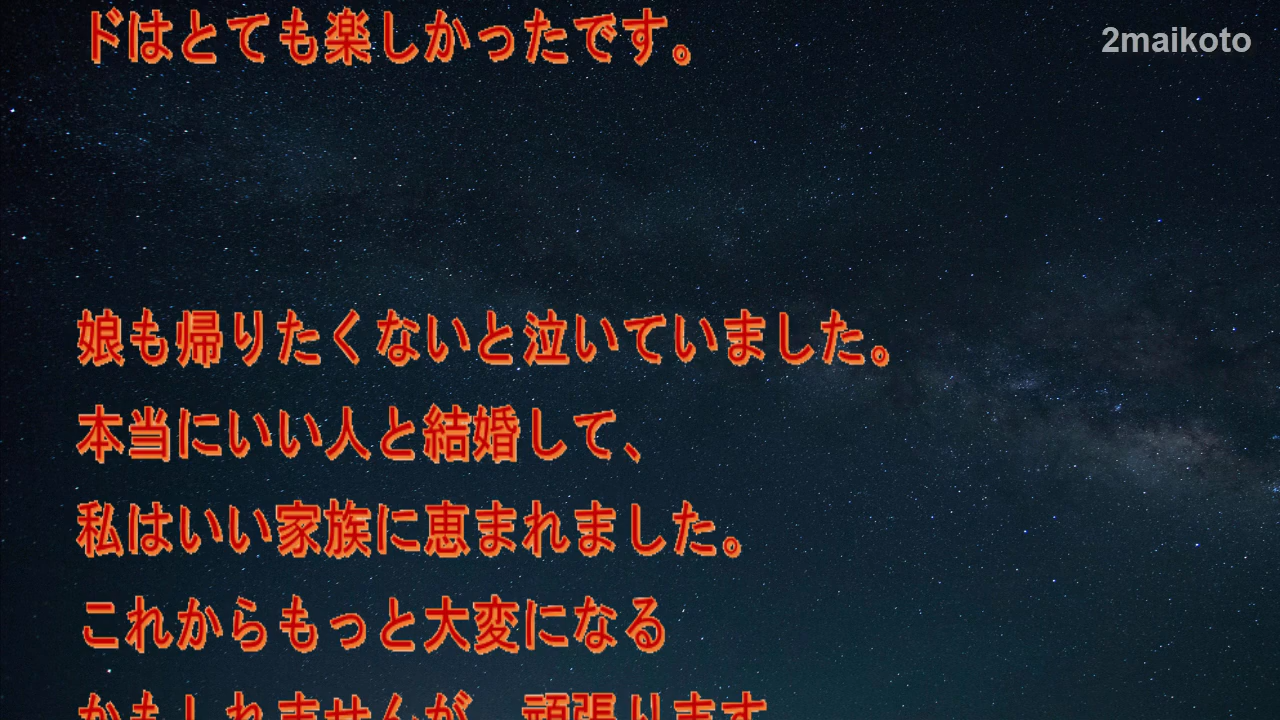 ドはとても楽しかったです。
2maikoto
娘も帰りたくないと泣いていました。
本当にいい人と結婚して、
私はいい家族に恵まれました。
これからもっと大変になる
かもしれませんが、頑張ります